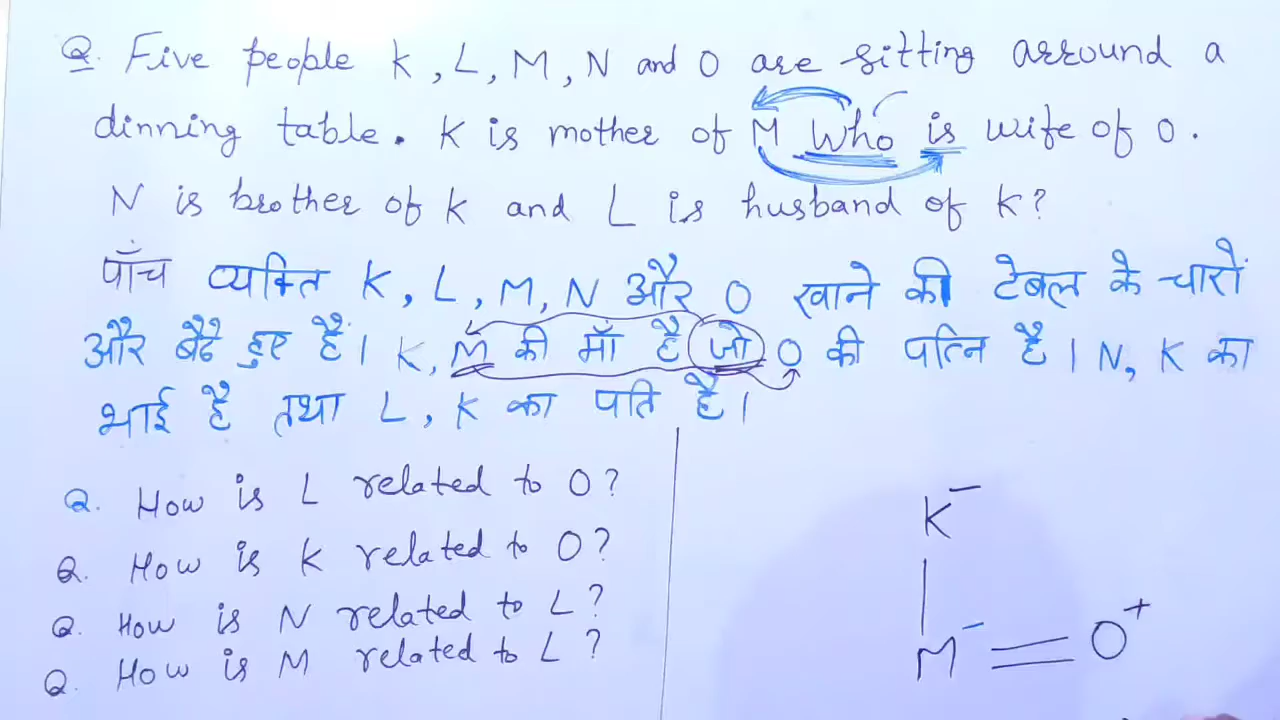 Q. Five people K, L, M, N and O are sitting arround a
dinning table. K is mother of M Who is wife of O.
N is brother of K and L is husband of K?
पाँच व्यक्ति K, L, M, N और O खाने की टेबल के चारों
और बैठे हुए हैं। K, M की माँ है जो O की पत्नि है। N, K का
भाई है तथा L, K का पति है।
Q. How is L related to O?
Q. How is K related to O?
Q. How is N related to L?
Q. How is M related to L?
K −
M − = O +